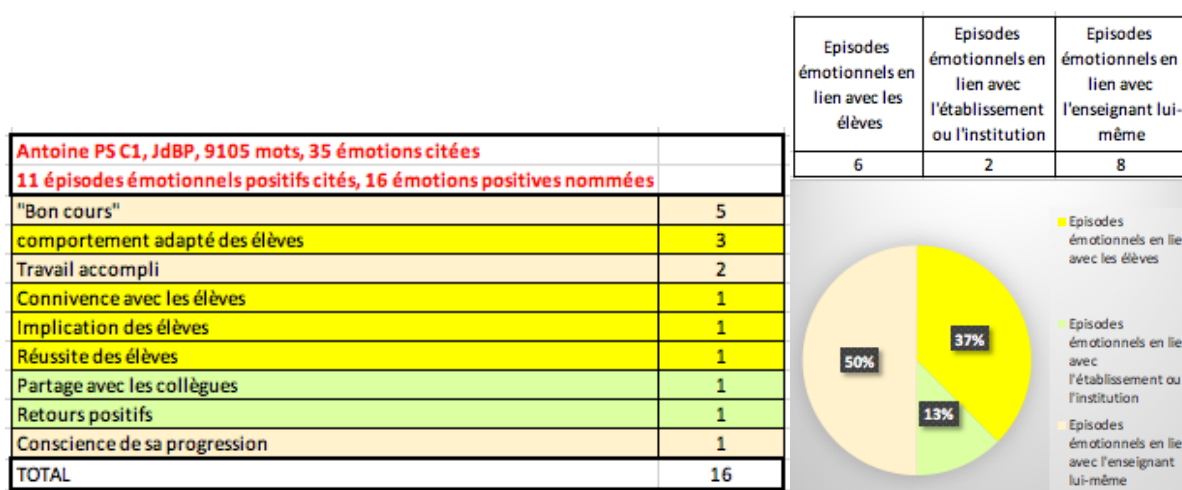 Episodes
émotionnels en
lien avec les
élèves
Episodes
émotionnels en
lien avec
l'établissement
ou l'institution
Episodes
émotionnels en
lien avec
l'enseignant lui-
même
6 2 8
Antoine PS C1, JdBP, 9105 mots, 35 émotions citées
11 épisodes émotionnels positifs cités, 16 émotions positives nommées
"Bon cours" 5
comportement adapté des élèves 3
Travail accompli 2
Connivence avec les élèves 1
Implication des élèves 1
Réussite des élèves 1
Partage avec les collègues 1
Retours positifs 1
Conscience de sa progression 1
TOTAL 16
37%
50%
13%
Episodes
émotionnels en lie
avec les élèves
Episodes
émotionnels en lie
avec
l'établissement ou
l'institution
Episodes
émotionnels en lie
avec l'enseignant
lui-même